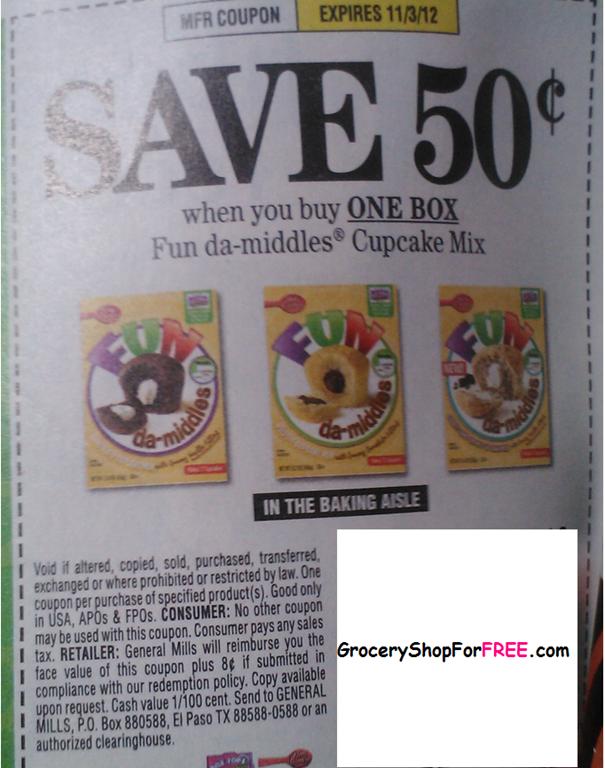 MFR COUPON
EXPIRES 11/3/12
SAVE 50¢
when you buy ONE BOX
Fun da-middles® Cupcake Mix
FUN
da-middles
FUN
da-middles
NEW!
FUN
da-middles
IN THE BAKING AISLE
Void if altered, copied, sold, purchased, transferred,
exchanged or where prohibited or restricted by law. One
coupon per purchase of specified product(s). Good only
in USA, APOs & FPOs. CONSUMER: No other coupon
may be used with this coupon. Consumer pays any sales
tax. RETAILER: General Mills will reimburse you the
face value of this coupon plus 8¢ if submitted in
compliance with our redemption policy. Copy available
upon request. Cash value 1/100 cent. Send to GENERAL
MILLS, P.O. Box 880588, El Paso TX 88588-0588 or an
authorized clearinghouse.
GroceryShopForFREE.com